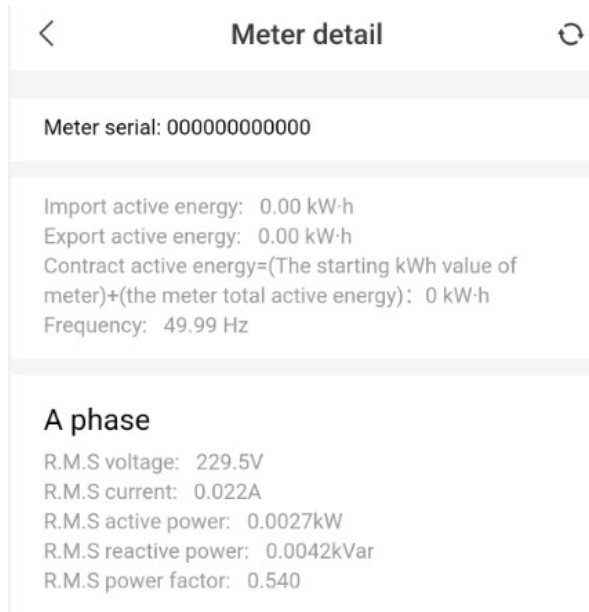 Meter detail
Meter serial: 000000000000
Import active energy: 0.00 kW·h
Export active energy: 0.00 kW·h
Contract active energy=(The starting kWh value of
meter)+(the meter total active energy)：0 kW·h
Frequency: 49.99 Hz
A phase
R.M.S voltage: 229.5V
R.M.S current: 0.022A
R.M.S active power: 0.0027kW
R.M.S reactive power: 0.0042kVar
R.M.S power factor: 0.540